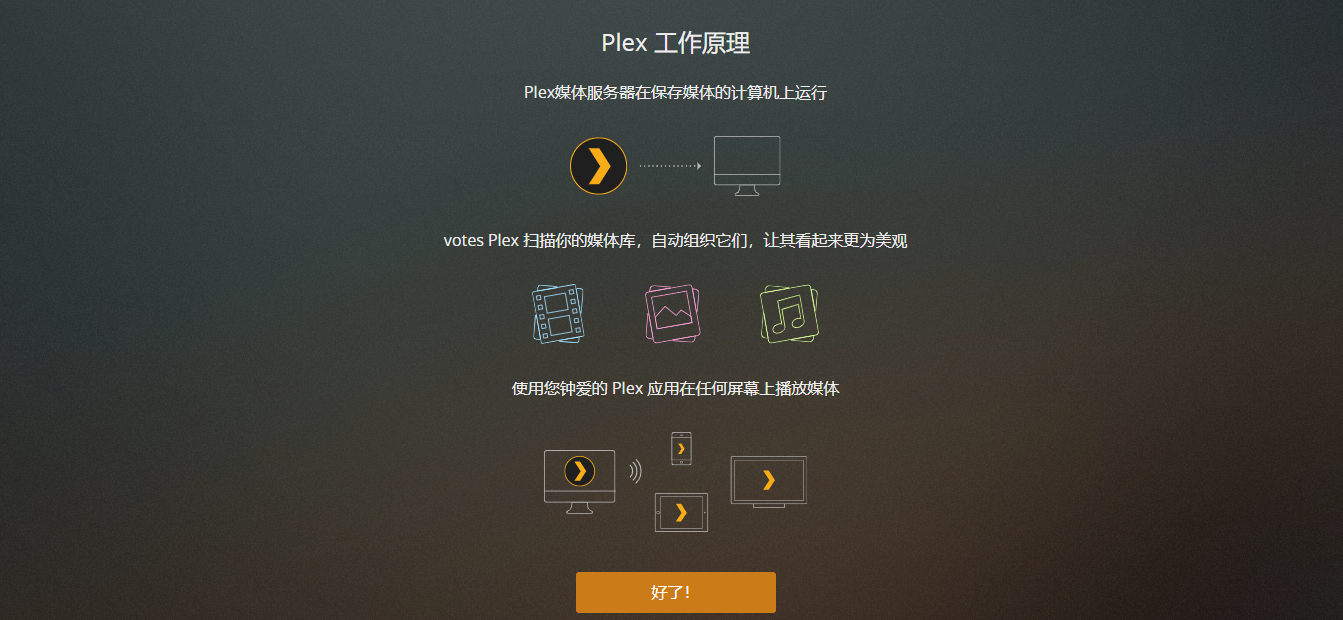 Plex 工作原理
Plex媒体服务器在保存媒体的计算机上运行
votes Plex 扫描你的媒体库，自动组织它们，让其看起来更为美观
使用您钟爱的 Plex 应用在任何屏幕上播放媒体
好了!